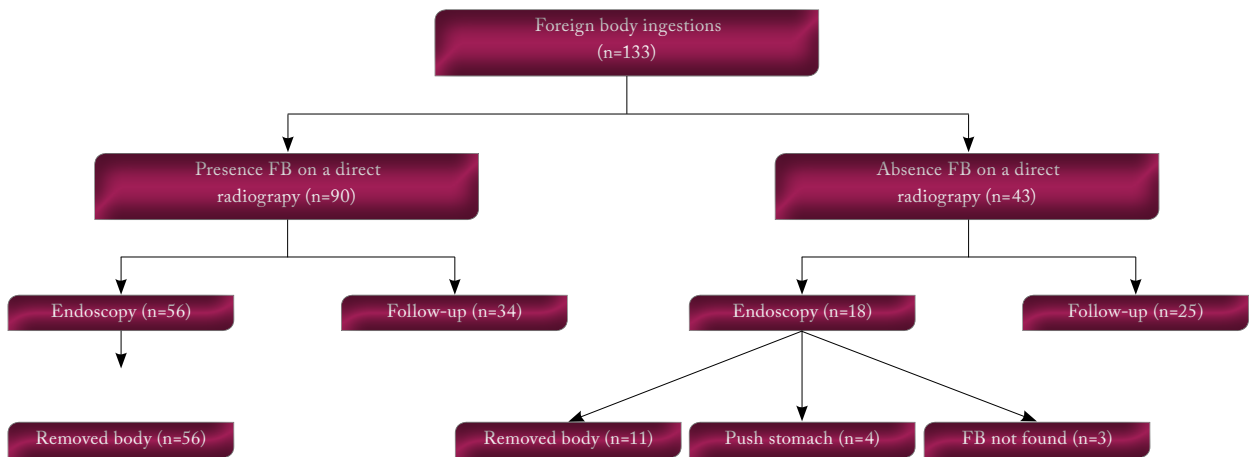 Foreign body ingestions
(n=133)
Presence FB on a direct
radiograpy (n=90)
Absence FB on a direct
radiograpy (n=43)
Endoscopy (n=56)
Follow-up (n=34)
Endoscopy (n=18)
Follow-up (n=25)
Removed body (n=56)
Removed body (n=11)
Push stomach (n=4)
FB not found (n=3)